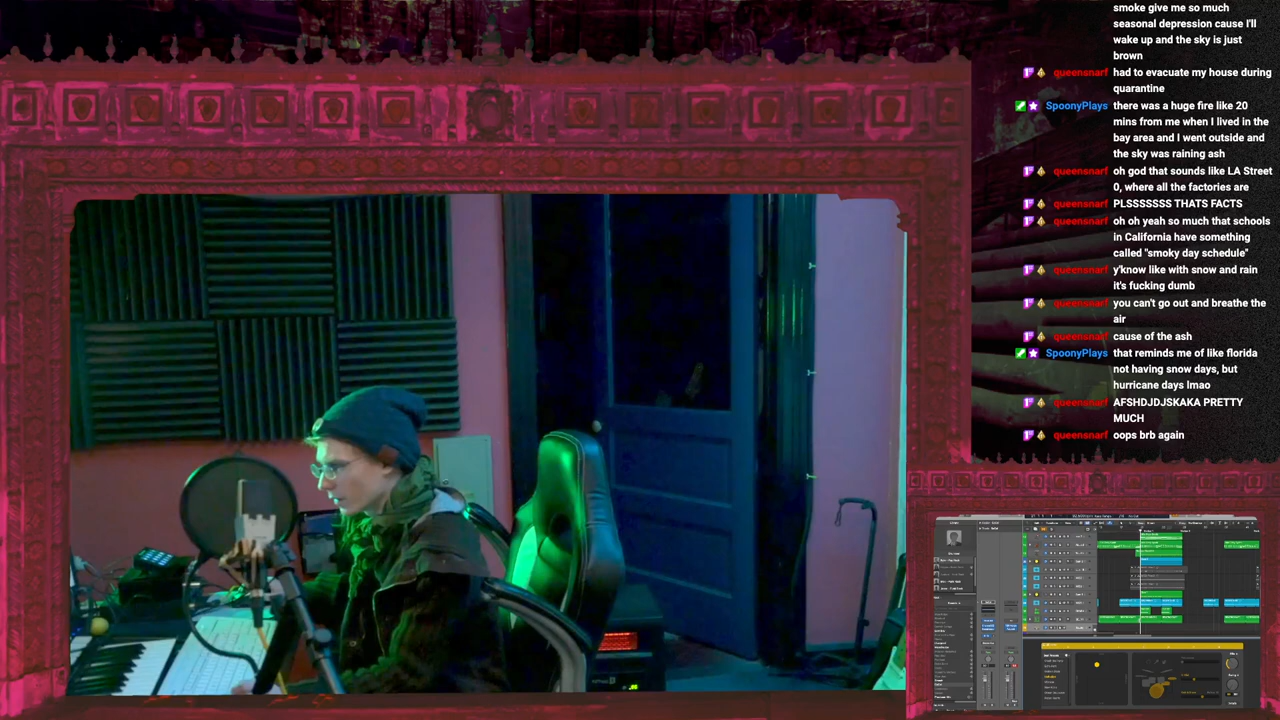 smoke give me so much
seasonal depression cause I'll
wake up and the sky is just
brown
queensnarf had to evacuate my house during
quarantine
SpoonyPlays there was a huge fire like 20
mins from me when I lived in the
bay area and I went outside and
the sky was raining ash
queensnarf oh god that sounds like LA Street
0, where all the factories are
queensnarf PLSSSSSSS THATS FACTS
queensnarf oh oh yeah so much that schools
in California have something
called "smoky day schedule"
queensnarf y'know like with snow and rain
it's fucking dumb
queensnarf you can't go out and breathe the
air
queensnarf cause of the ash
SpoonyPlays that reminds me of like florida
not having snow days, but
hurricane days lmao
queensnarf AFSHDJDJSKAKA PRETTY
MUCH
queensnarf oops brb again